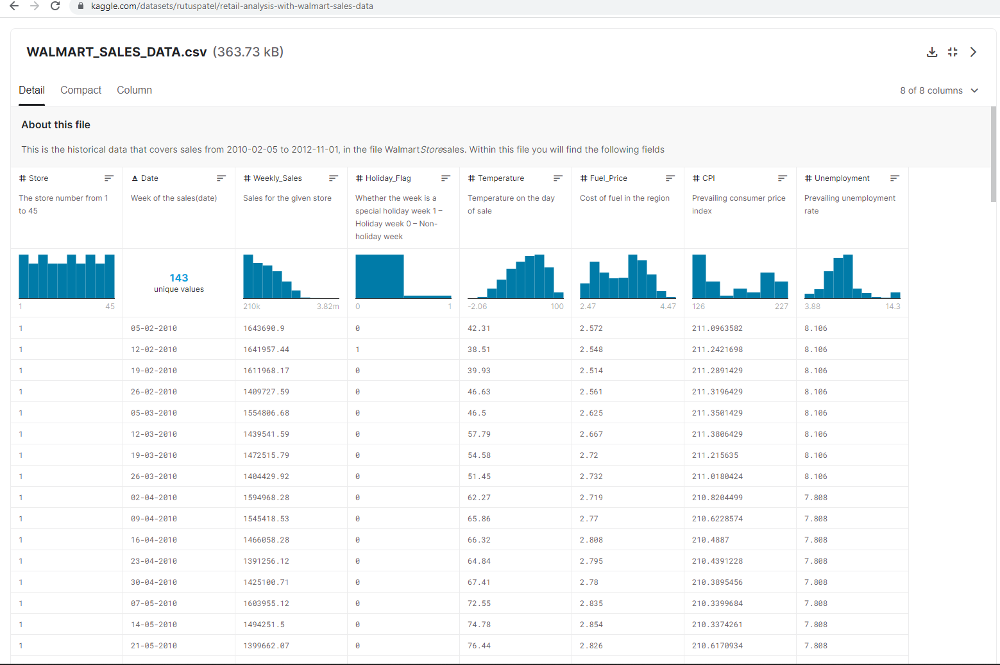 kaggle.com/datasets/rutuspatel/retail-analysis-with-walmart-sales-data
WALMART_SALES_DATA.csv (363.73 kB)
Detail Compact Column 8 of 8 columns
About this file
This is the historical data that covers sales from 2010-02-05 to 2012-11-01, in the file WalmartStoresales. Within this file you will find the following fields
# Store A Date # Weekly_Sales # Holiday_Flag # Temperature # Fuel_Price # CPI # Unemployment
The store number from 1 Week of the sales(date) Sales for the given store Whether the week is a Temperature on the day Cost of fuel in the region Prevailing consumer price Prevailing unemployment
to 45 special holiday week 1 – of sale index rate
Holiday week 0 – Non-
holiday week
143
unique values
1 45 210k 3.82m 0 1 -2.06 100 2.47 4.47 126 227 3.88 14.3
1 05-02-2010 1643690.9 0 42.31 2.572 211.0963582 8.106
1 12-02-2010 1641957.44 1 38.51 2.548 211.2421698 8.106
1 19-02-2010 1611968.17 0 39.93 2.514 211.2891429 8.106
1 26-02-2010 1409727.59 0 46.63 2.561 211.3196429 8.106
1 05-03-2010 1554806.68 0 46.5 2.625 211.3501429 8.106
1 12-03-2010 1439541.59 0 57.79 2.667 211.3806429 8.106
1 19-03-2010 1472515.79 0 54.58 2.72 211.215635 8.106
1 26-03-2010 1404429.92 0 51.45 2.732 211.0180424 8.106
1 02-04-2010 1594968.28 0 62.27 2.719 210.8204499 7.808
1 09-04-2010 1545418.53 0 65.86 2.77 210.6228574 7.808
1 16-04-2010 1466058.28 0 66.32 2.808 210.4887 7.808
1 23-04-2010 1391256.12 0 64.84 2.795 210.4391228 7.808
1 30-04-2010 1425100.71 0 67.41 2.78 210.3895456 7.808
1 07-05-2010 1603955.12 0 72.55 2.835 210.3399684 7.808
1 14-05-2010 1494251.5 0 74.78 2.854 210.3374261 7.808
1 21-05-2010 1399662.07 0 76.44 2.826 210.6170934 7.808